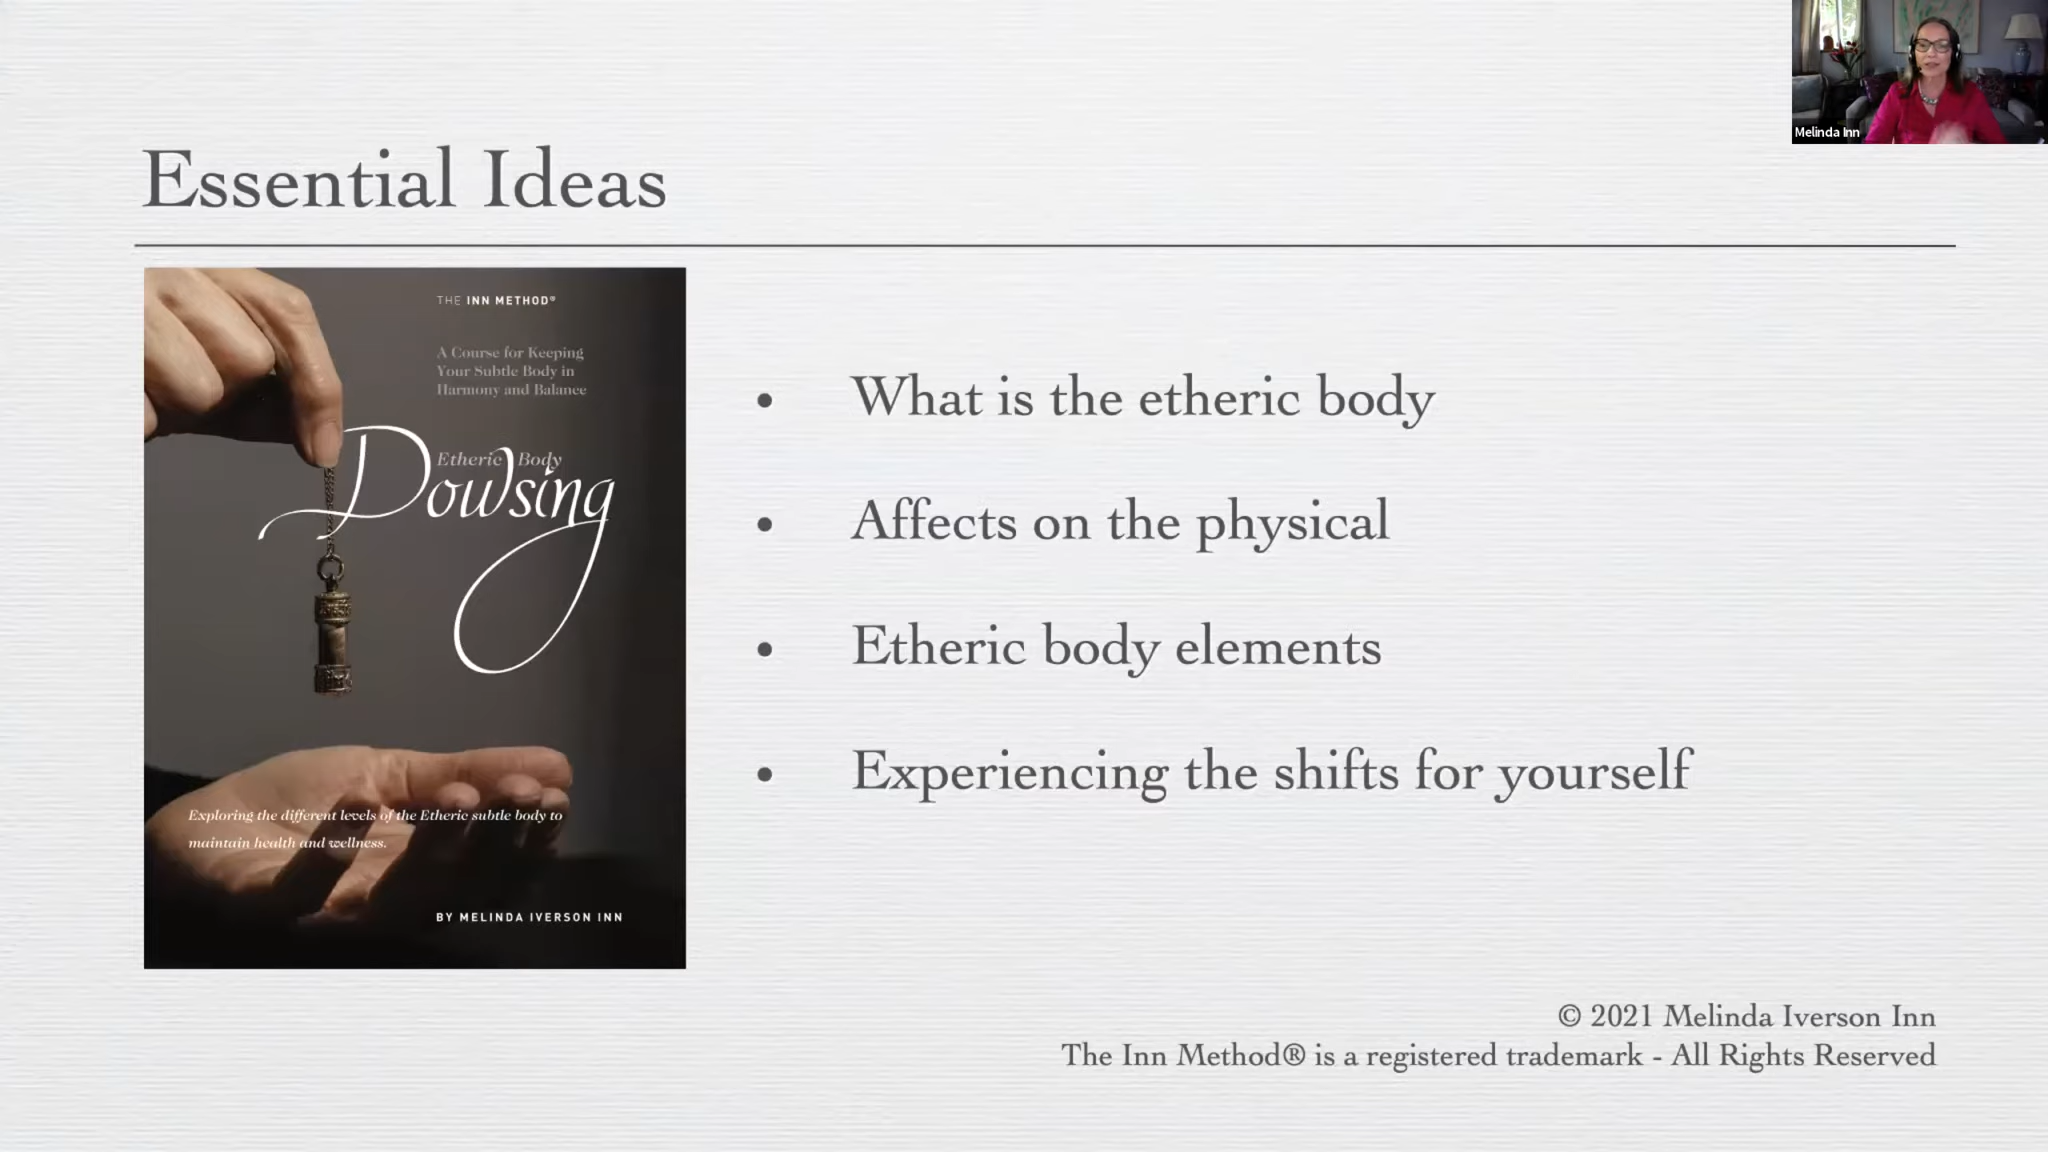 Melinda Inn
Essential Ideas
THE INN METHOD®
A Course for Keeping
Your Subtle Body in
Harmony and Balance
Etheric Body
Dowsing
Exploring the different levels of the Etheric subtle body to
maintain health and wellness.
BY MELINDA IVERSON INN
• What is the etheric body
• Affects on the physical
• Etheric body elements
• Experiencing the shifts for yourself
© 2021 Melinda Iverson Inn
The Inn Method® is a registered trademark - All Rights Reserved